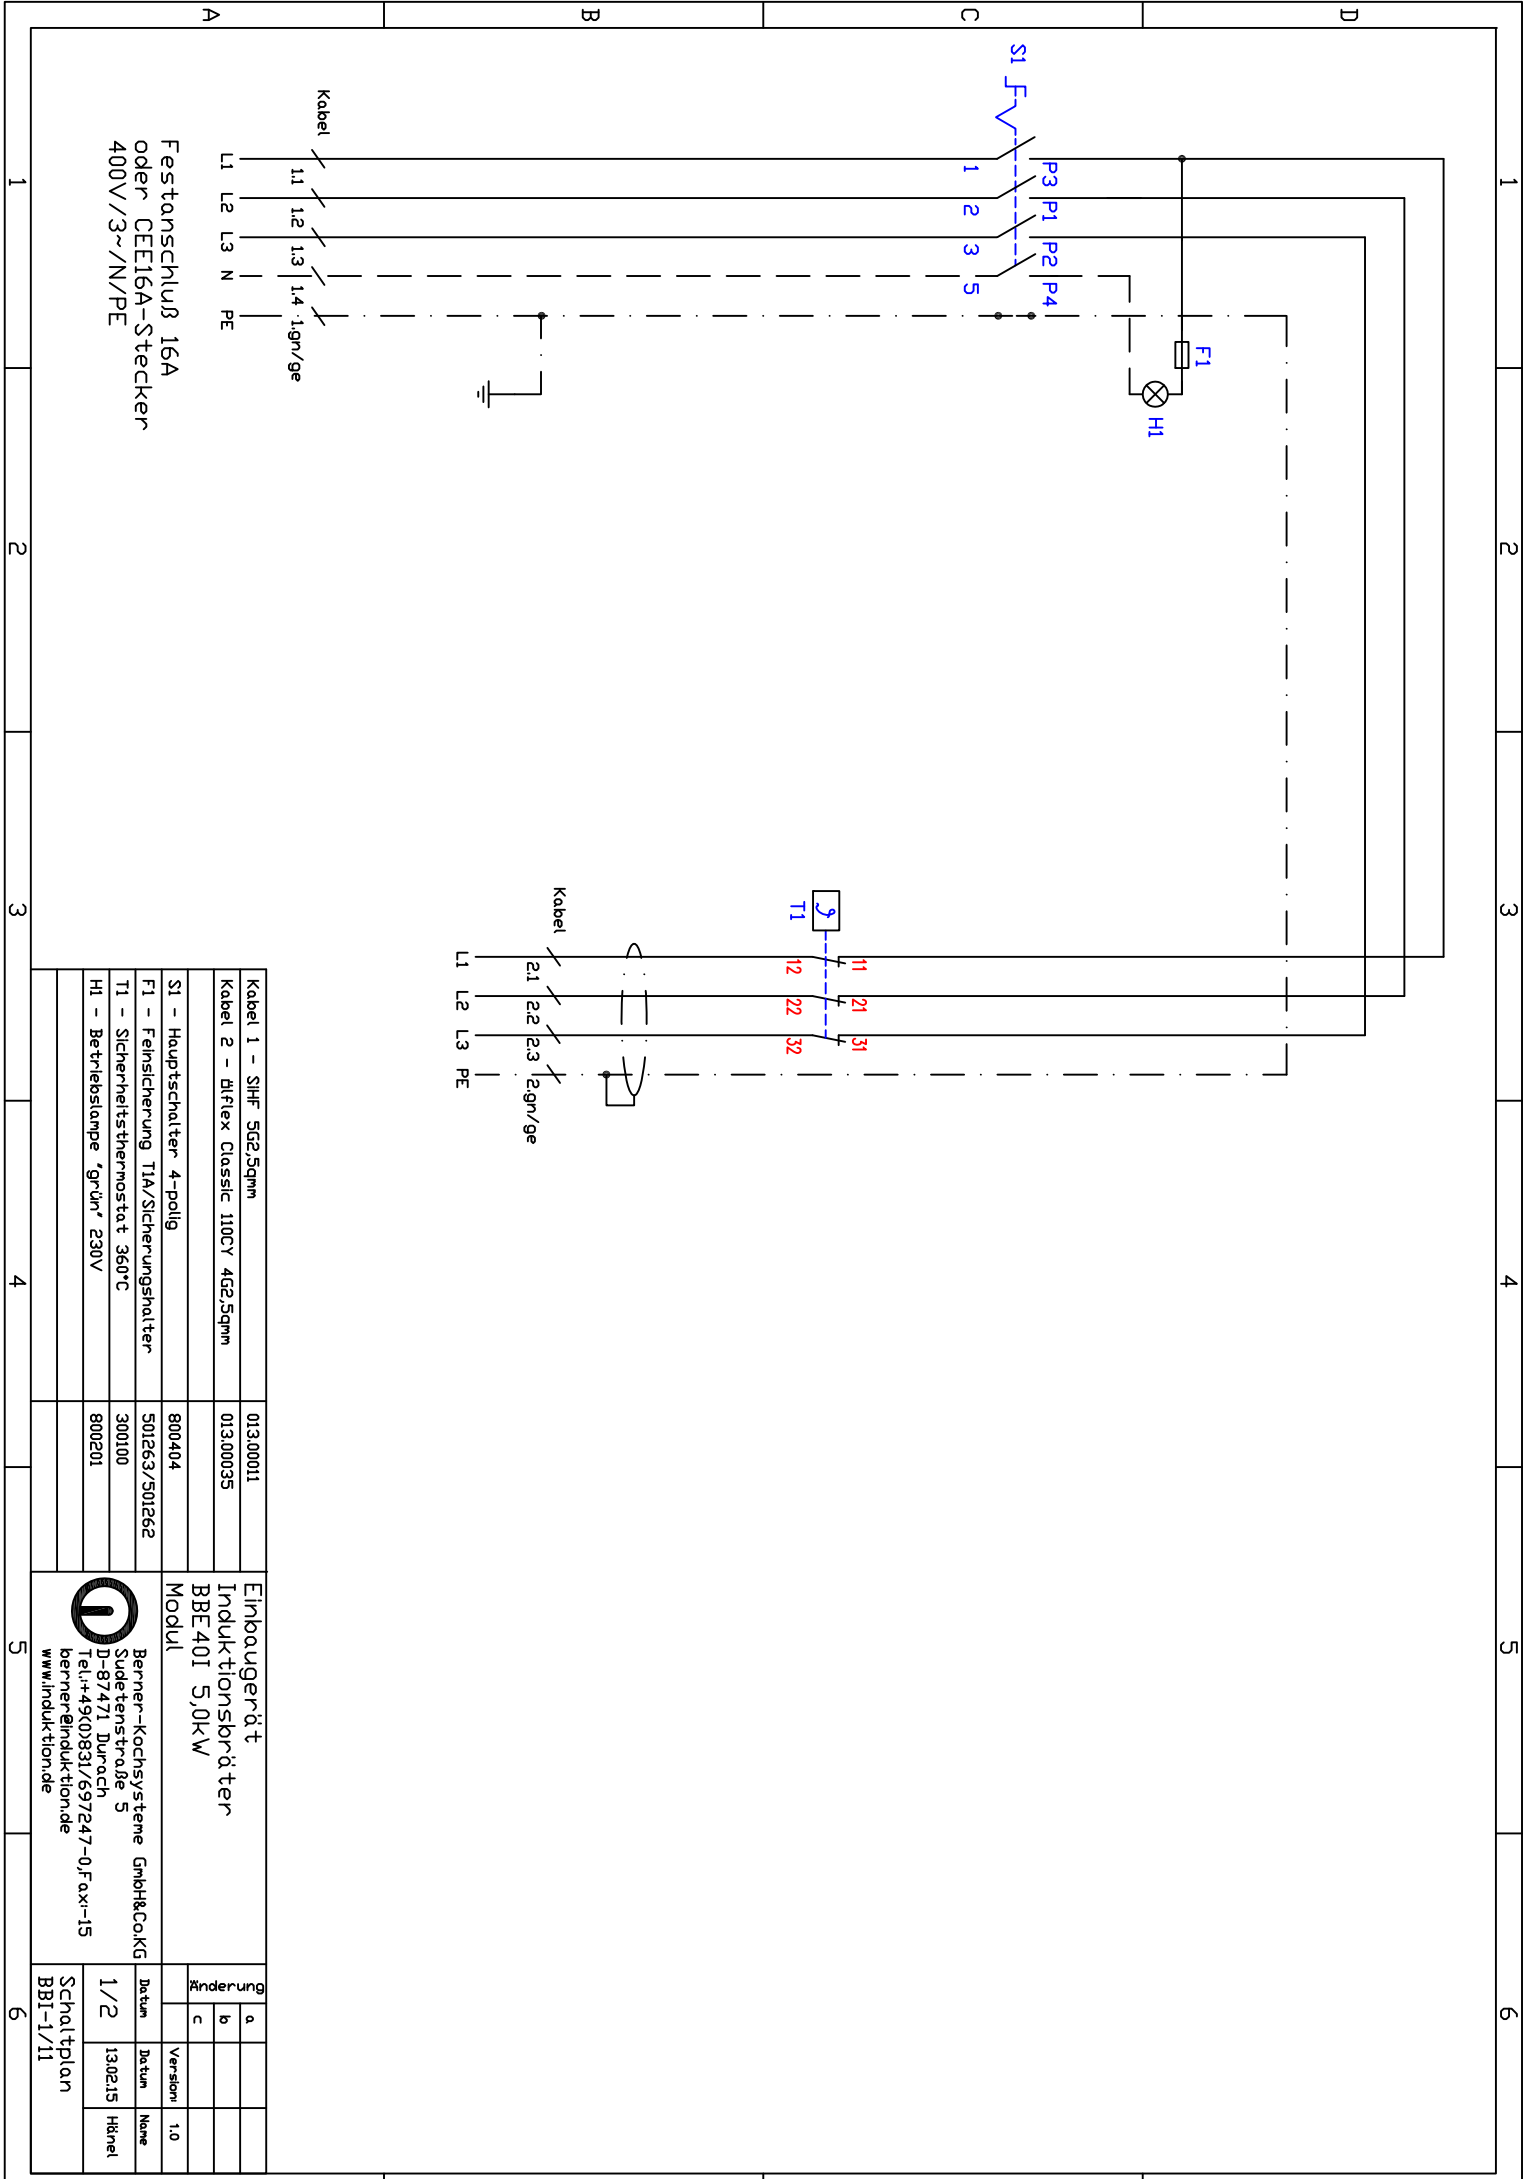 1
2
3
4
5
6
D
C
B
A
S1
P3
P1
P2
P4
1
2
3
5
F1
H1
Kabel
1.1
1.2
1.3
1.4
1.gn/ge
L1
L2
L3
N
PE
Festanschluß 16A
oder CEE16A-Stecker
400V/3~/N/PE
T1
11
21
31
12
22
32
Kabel
2.1
2.2
2.3
2.gn/ge
L1
L2
L3
PE
Kabel 1 - SIHF 5G2,5qmm 013.00011
Kabel 2 - Ölflex Classic 110CY 4G2,5qmm 013.00035
S1 - Hauptschalter 4-polig 800404
F1 - Feinsicherung T1A/Sicherungshalter 501263/501262
T1 - Sicherheitsthermostat 360°C 300100
H1 - Betriebslampe "grün" 230V 800201
Einbaugerät
Induktionsbräter
BBE40I 5,0kW
Modul
Berner-Kochsysteme GmbH&Co.KG
Sudetenstraße 5
D-87471 Durach
Tel.:+49(0)831/697247-0,Fax:-15
berner@induktion.de
www.induktion.de
Änderung
a
b
c
Version: 1.0
Datum Datum Name
1/2 13.02.15 Hänel
Schaltplan
BBI-1/11
1
2
3
4
5
6